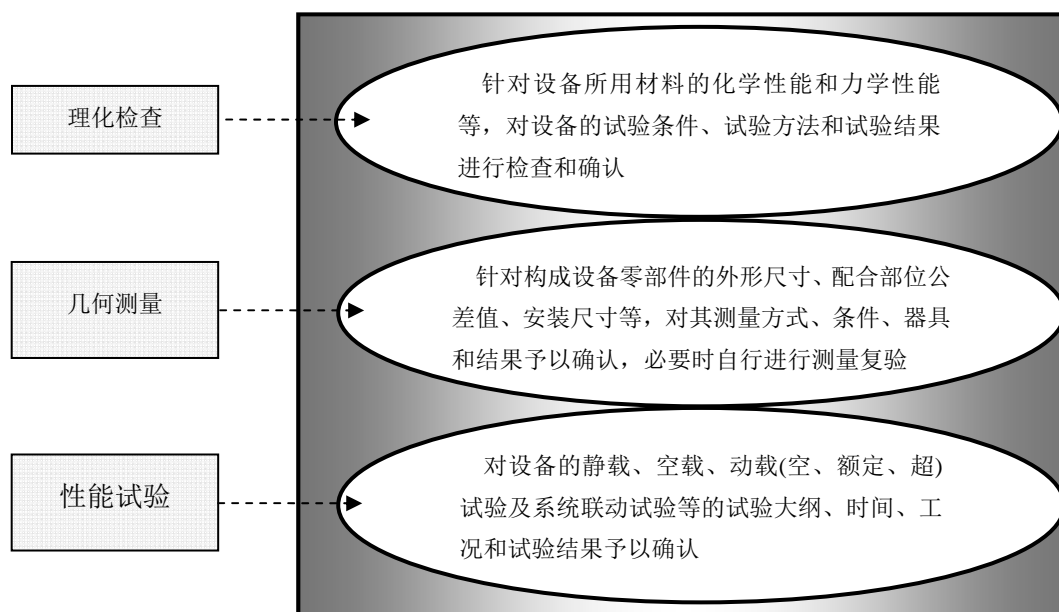 理化检查
针对设备所用材料的化学性能和力学性能
等，对设备的试验条件、试验方法和试验结果
进行检查和确认
几何测量
针对构成设备零部件的外形尺寸、配合部位公
差值、安装尺寸等，对其测量方式、条件、器具
和结果予以确认，必要时自行进行测量复验
性能试验
对设备的静载、空载、动载(空、额定、超)
试验及系统联动试验等的试验大纲、时间、工
况和试验结果予以确认